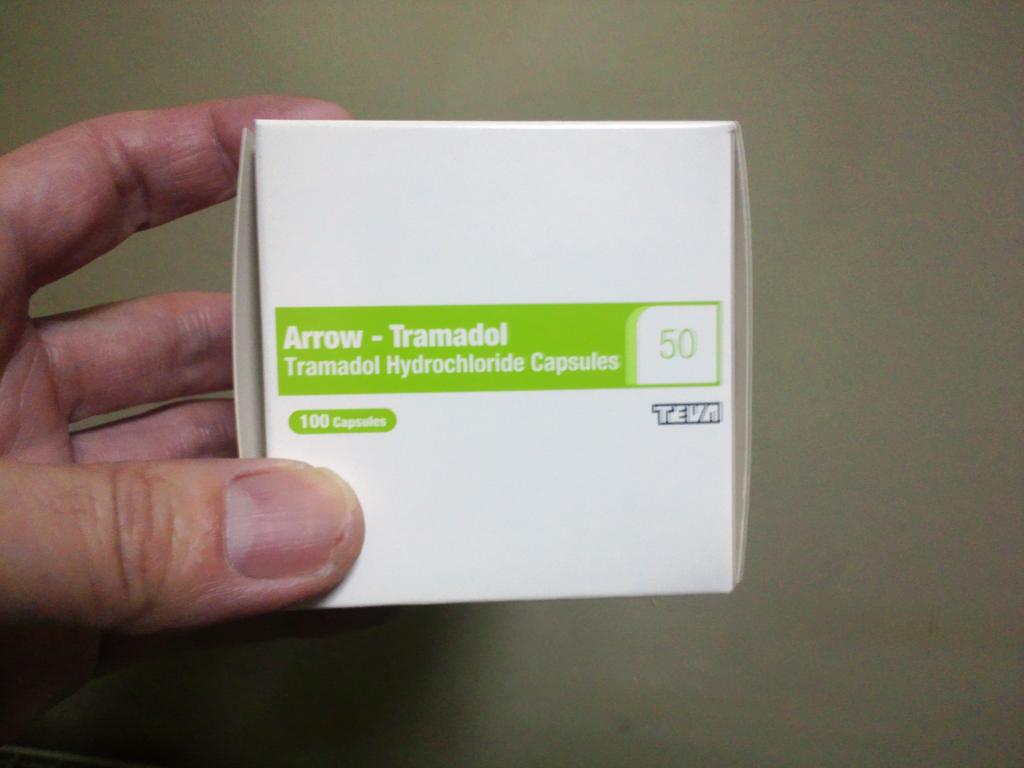 Arrow - Tramadol
Tramadol Hydrochloride Capsules
50
100 Capsules
TEVA